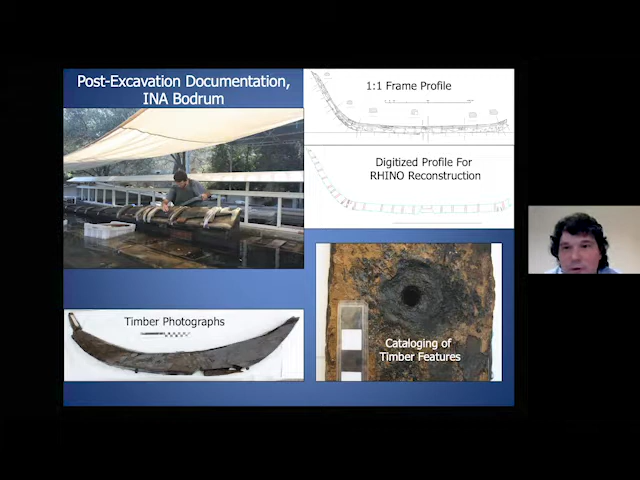 Post-Excavation Documentation,
INA Bodrum
1:1 Frame Profile
Digitized Profile For
RHINO Reconstruction
Timber Photographs
Cataloging of
Timber Features